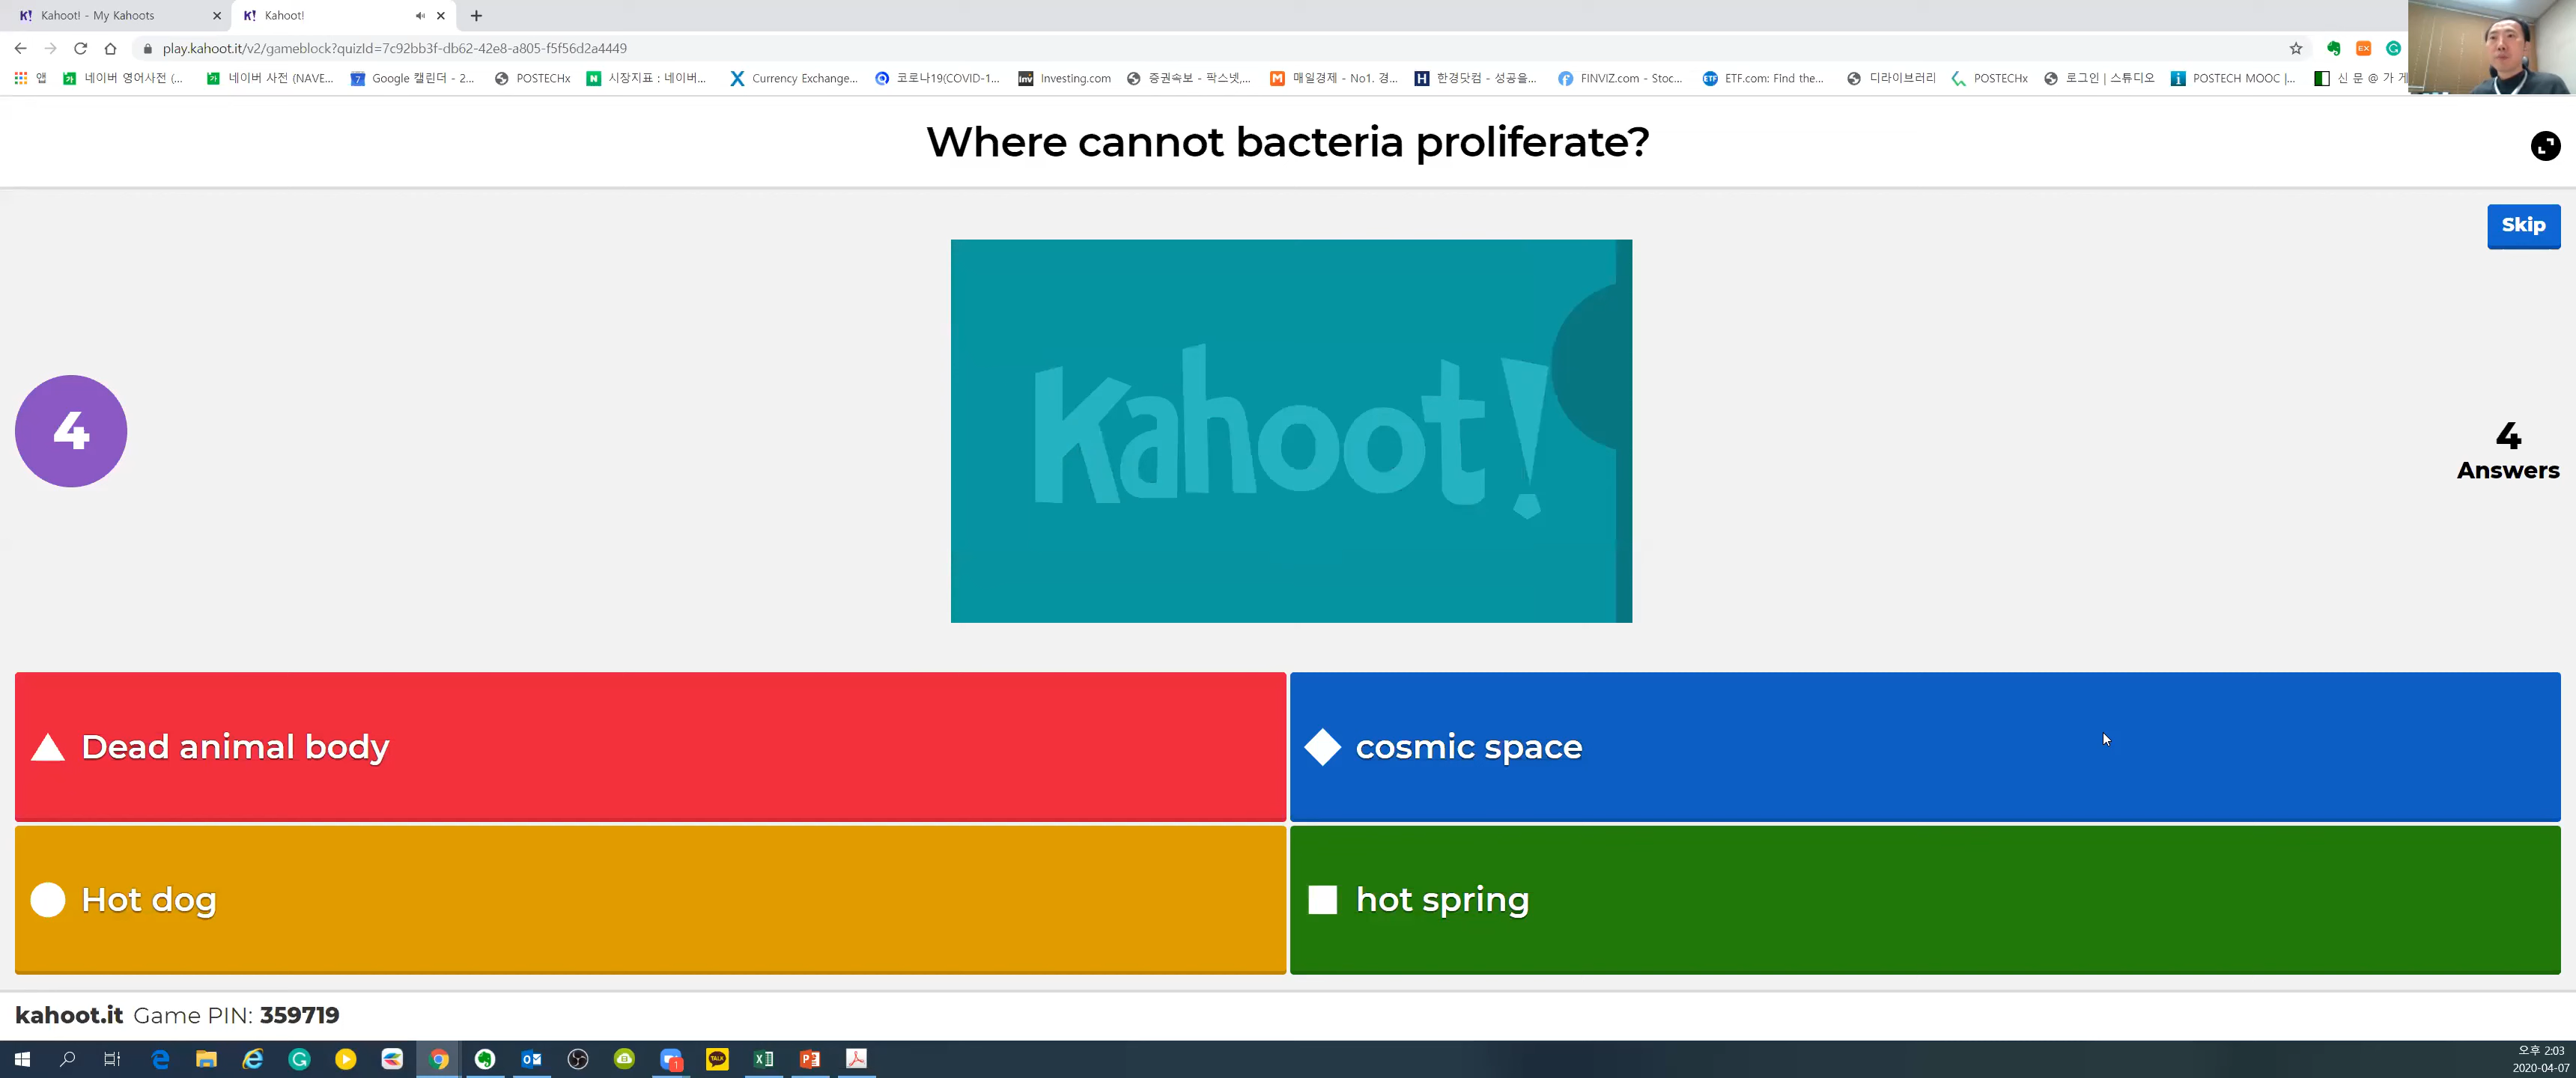 Kahoot! - My Kahoots
Kahoot!
play.kahoot.it/v2/gameblock?quizId=7c92bb3f-db62-42e8-a805-f5f56d2a4449
앱 네이버 영어사전 (... 네이버 사전 (NAVE... Google 캘린더 - 2... POSTECHx 시장지표 : 네이버... Currency Exchange... 코로나19(COVID-1... Investing.com 증권속보 - 팍스넷,... 매일경제 - No1. 경... 한경닷컴 - 성공을... FINVIZ.com - Stoc... ETF.com: Find the... 디라이브러리 POSTECHx 로그인 | 스튜디오 POSTECH MOOC |... 신 문 @ 가 게
Where cannot bacteria proliferate?
Skip
Kahoot!
4
4
Answers
Dead animal body
cosmic space
Hot dog
hot spring
kahoot.it Game PIN: 359719
오후 2:03
2020-04-07